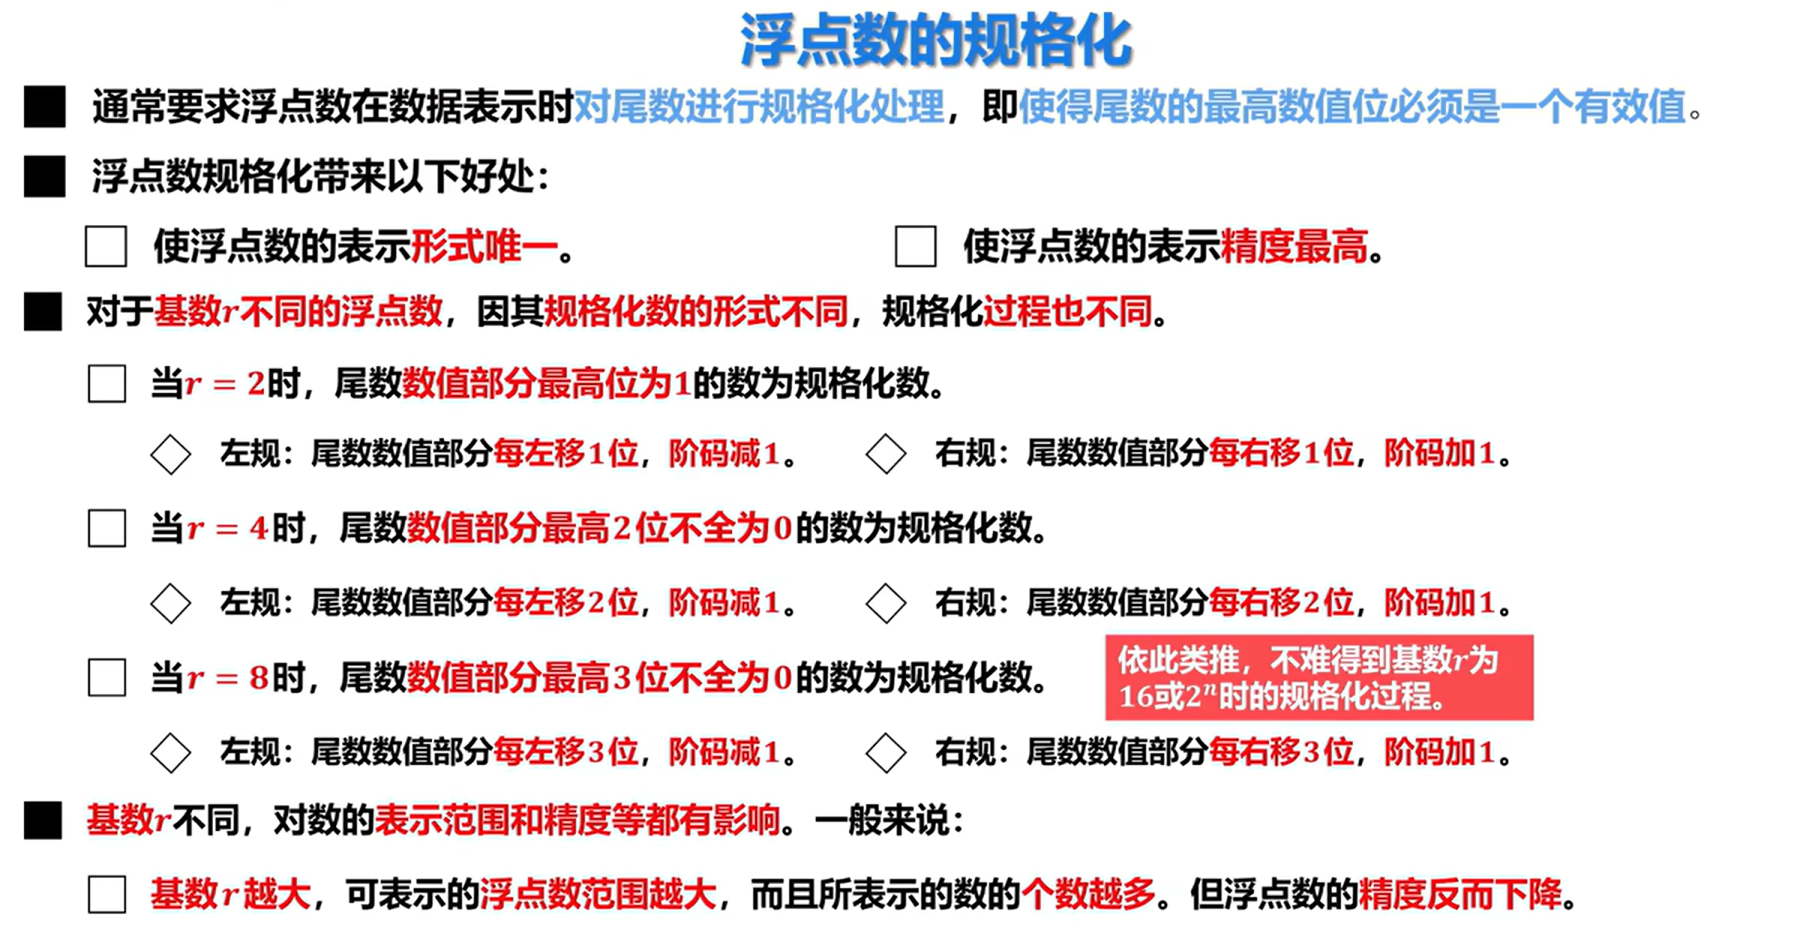 浮点数的规格化
通常要求浮点数在数据表示时对尾数进行规格化处理，即使得尾数的最高数值位必须是一个有效值。
浮点数规格化带来以下好处：
使浮点数的表示形式唯一。 使浮点数的表示精度最高。
对于基数r不同的浮点数，因其规格化数的形式不同，规格化过程也不同。
当r = 2时，尾数数值部分最高位为1的数为规格化数。
左规：尾数数值部分每左移1位，阶码减1。 右规：尾数数值部分每右移1位，阶码加1。
当r = 4时，尾数数值部分最高2位不全为0的数为规格化数。
左规：尾数数值部分每左移2位，阶码减1。 右规：尾数数值部分每右移2位，阶码加1。
当r = 8时，尾数数值部分最高3位不全为0的数为规格化数。
依此类推，不难得到基数r为
16或2ⁿ时的规格化过程。
左规：尾数数值部分每左移3位，阶码减1。 右规：尾数数值部分每右移3位，阶码加1。
基数r不同，对数的表示范围和精度等都有影响。一般来说：
基数r越大，可表示的浮点数范围越大，而且所表示的数的个数越多。但浮点数的精度反而下降。